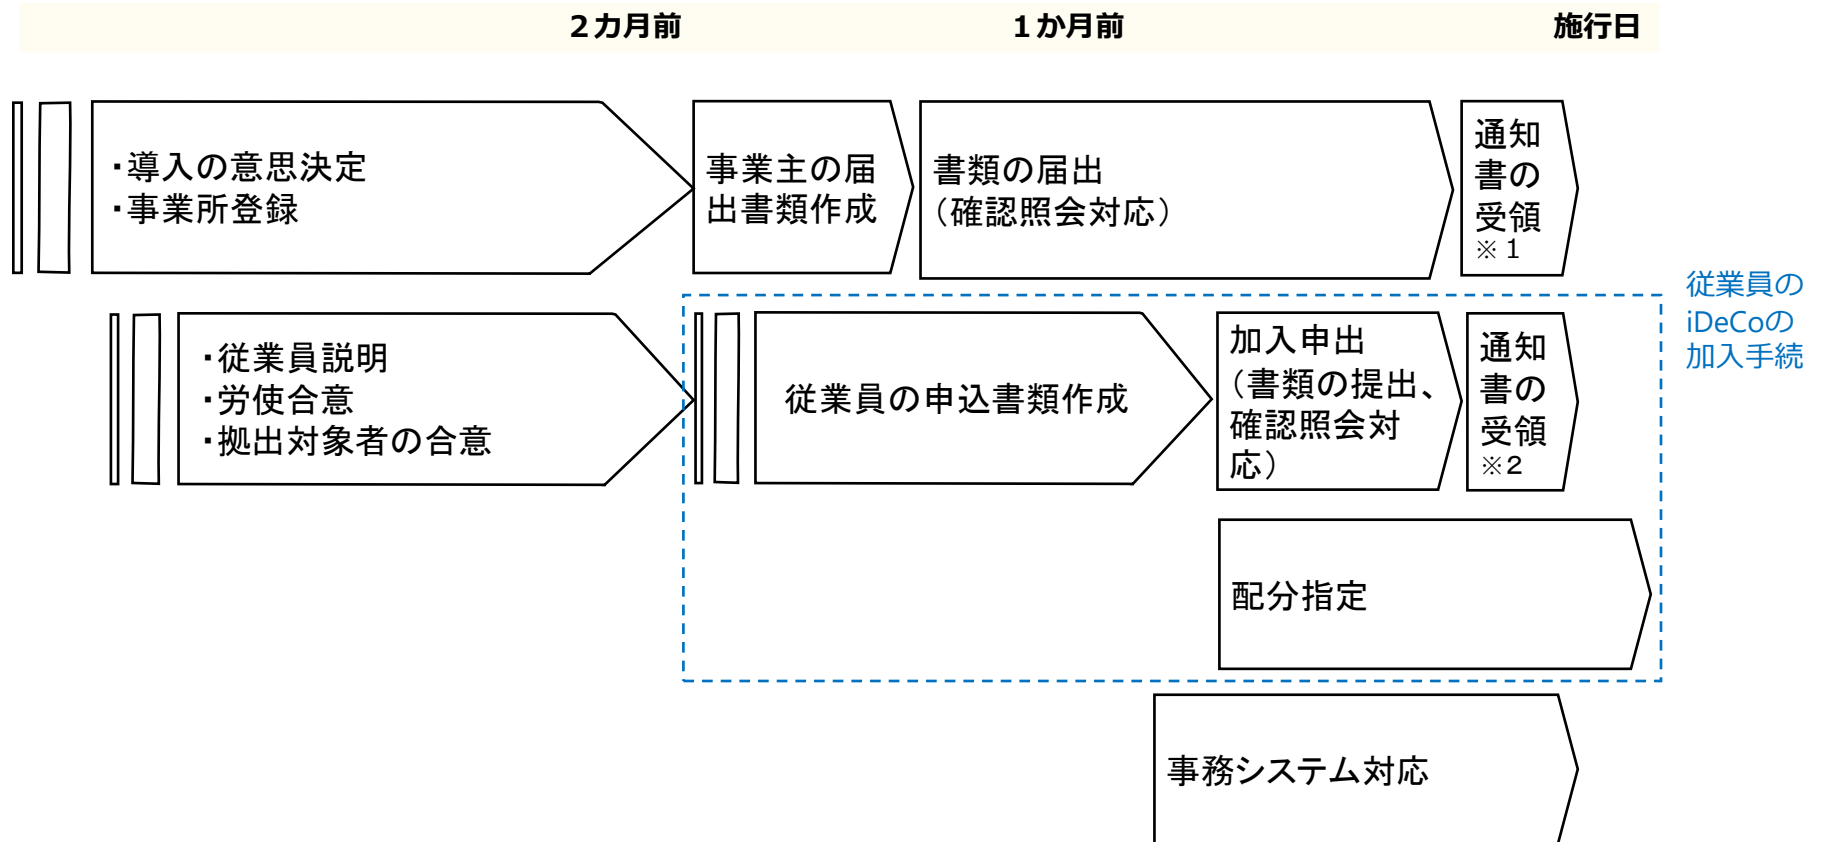 ２カ月前
１か月前
施行日
・導入の意思決定
・事業所登録
事業主の届
出書類作成
書類の届出
（確認照会対応）
通知
書の
受領
※１
・従業員説明
・労使合意
・拠出対象者の合意
従業員の申込書類作成
加入申出
（書類の提出、
確認照会対
応）
通知
書の
受領
※２
従業員の
iDeCoの
加入手続
配分指定
事務システム対応